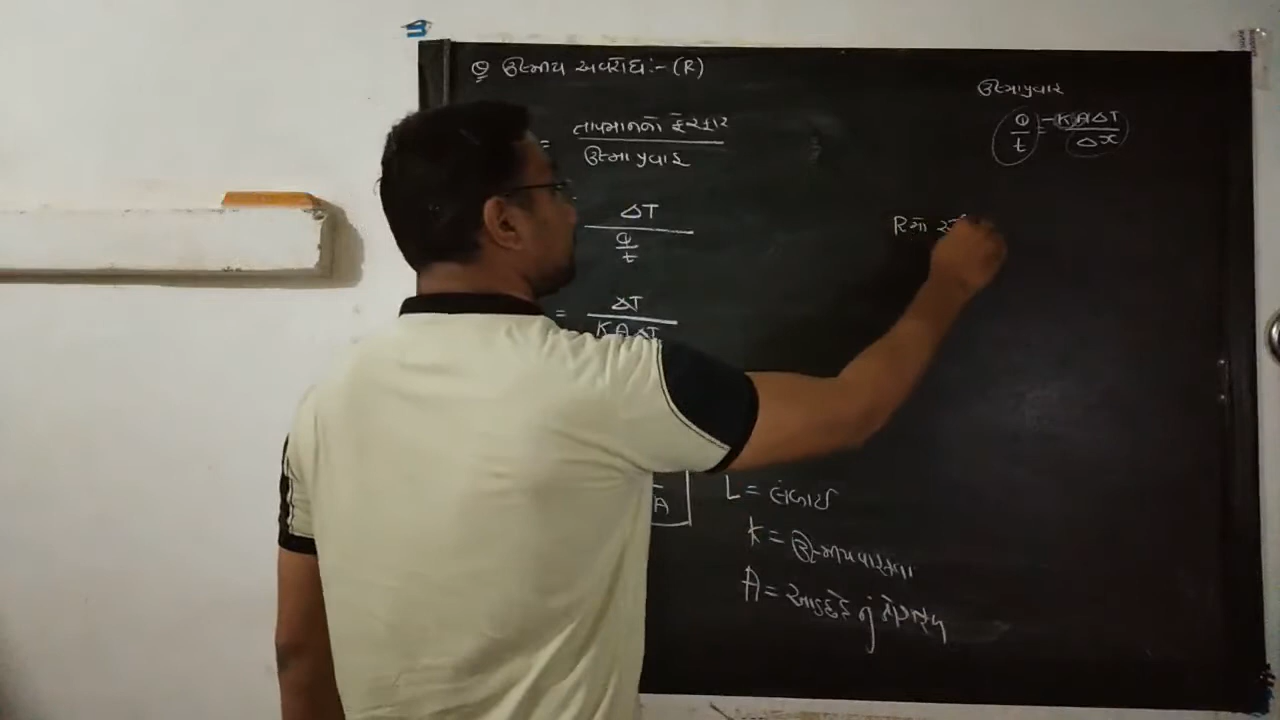 ઉષ્મીય અવરોધ :- (R)
= તાપમાનનો ફેરફાર
ઉષ્મા પ્રવાહ
ΔT
Q
t
= ΔT
KAΔT
A
L = લંબાઈ
K = ઉષ્મીય વાહકતા
A = આડછેદનું ક્ષેત્રફળ
ઉષ્માપ્રવાહ
Q = -KAΔT
t Δx
Rનો